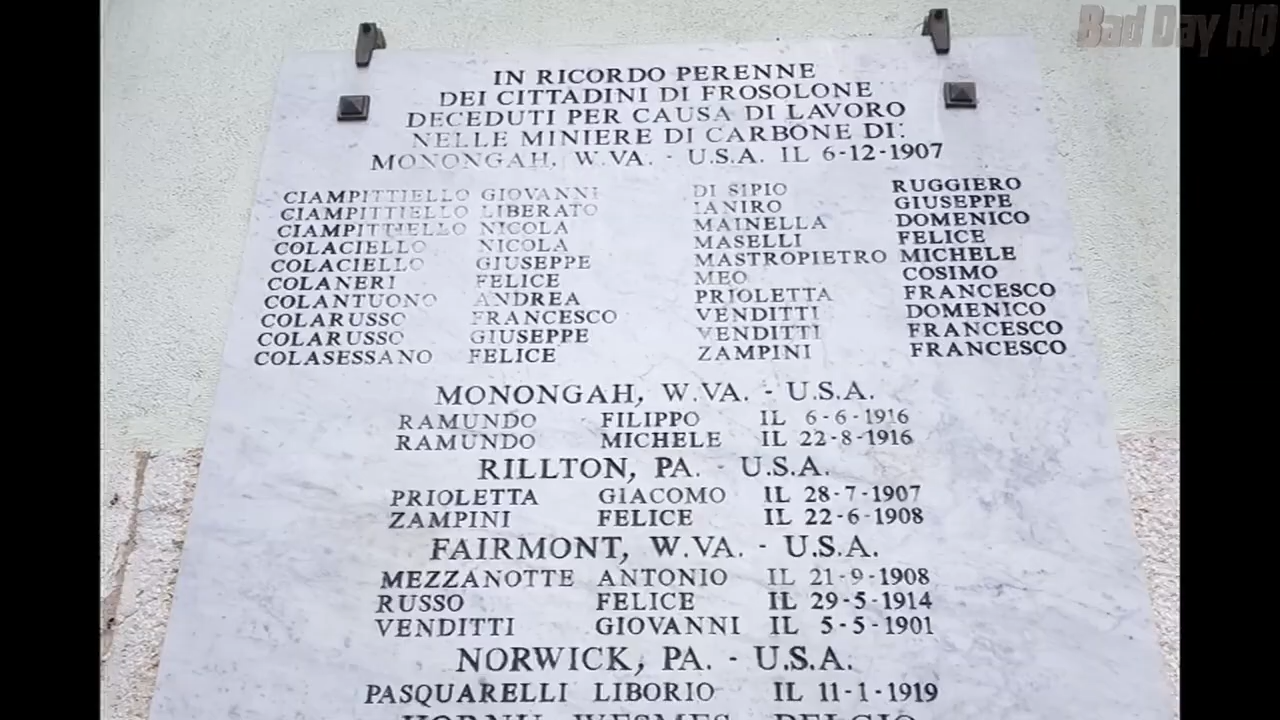 Bad Day HQ
IN RICORDO PERENNE
DEI CITTADINI DI FROSOLONE
DECEDUTI PER CAUSA DI LAVORO
NELLE MINIERE DI CARBONE DI:
MONONGAH, W.VA. - U.S.A. IL 6-12-1907
CIAMPITTIELLO GIOVANNI DI SIPIO RUGGIERO
CIAMPITTIELLO LIBERATO IANIRO GIUSEPPE
CIAMPITTIELLO NICOLA MAINELLA DOMENICO
COLACIELLO NICOLA MASELLI FELICE
COLACIELLO GIUSEPPE MASTROPIETRO MICHELE
COLANERI FELICE MEO COSIMO
COLANTUONO ANDREA PRIOLETTA FRANCESCO
COLARUSSO FRANCESCO VENDITTI DOMENICO
COLARUSSO GIUSEPPE VENDITTI FRANCESCO
COLASESSANO FELICE ZAMPINI FRANCESCO
MONONGAH, W.VA. - U.S.A.
RAMUNDO FILIPPO IL 6-6-1916
RAMUNDO MICHELE IL 22-8-1916
RILLTON, PA. - U.S.A.
PRIOLETTA GIACOMO IL 28-7-1907
ZAMPINI FELICE IL 22-6-1908
FAIRMONT, W.VA. - U.S.A.
MEZZANOTTE ANTONIO IL 21-9-1908
RUSSO FELICE IL 29-5-1914
VENDITTI GIOVANNI IL 5-5-1901
NORWICK, PA. - U.S.A.
PASQUARELLI LIBORIO IL 11-1-1919